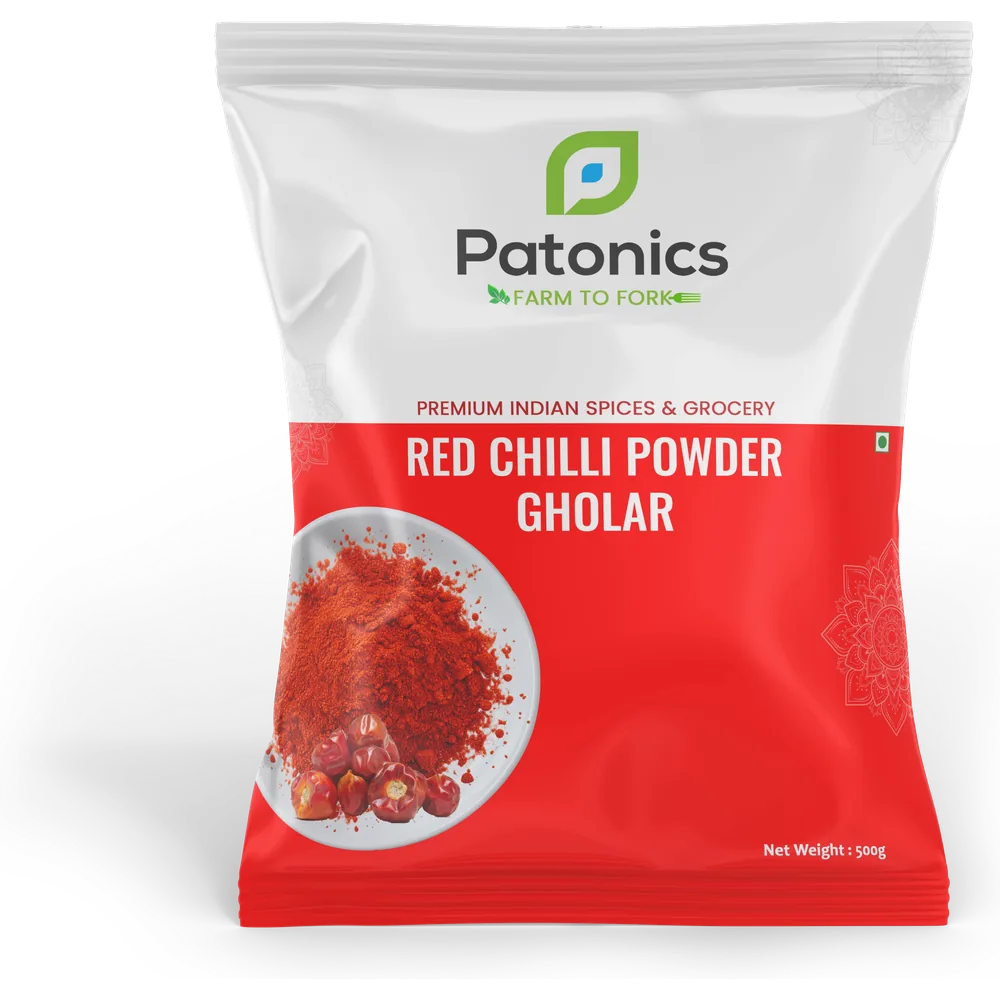 Patonics
FARM TO FORK
PREMIUM INDIAN SPICES & GROCERY
RED CHILLI POWDER
GHOLAR
Net Weight : 500g